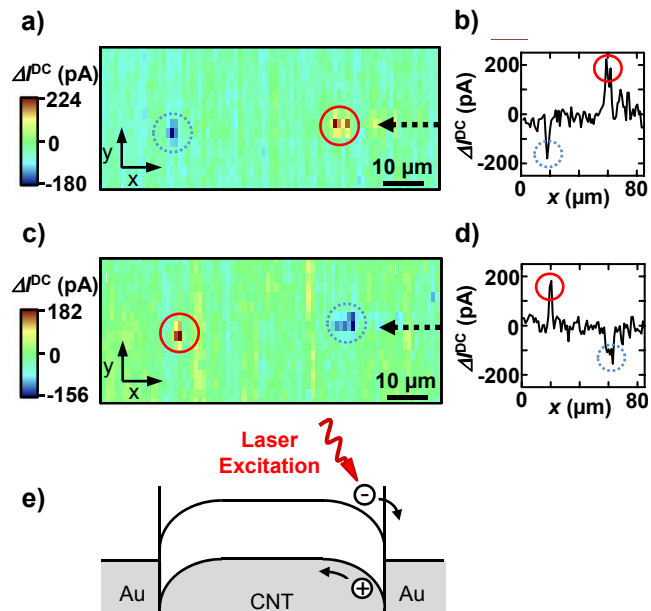 a)
ΔI^DC (pA)
224
0
-180
y
x
10 µm
b)
ΔI^DC (pA)
200
0
-200
0 40 80
x (µm)
c)
ΔI^DC (pA)
182
0
-156
y
x
10 µm
d)
ΔI^DC (pA)
200
0
-200
0 40 80
x (µm)
e)
Laser
Excitation
-
+
Au
CNT
Au